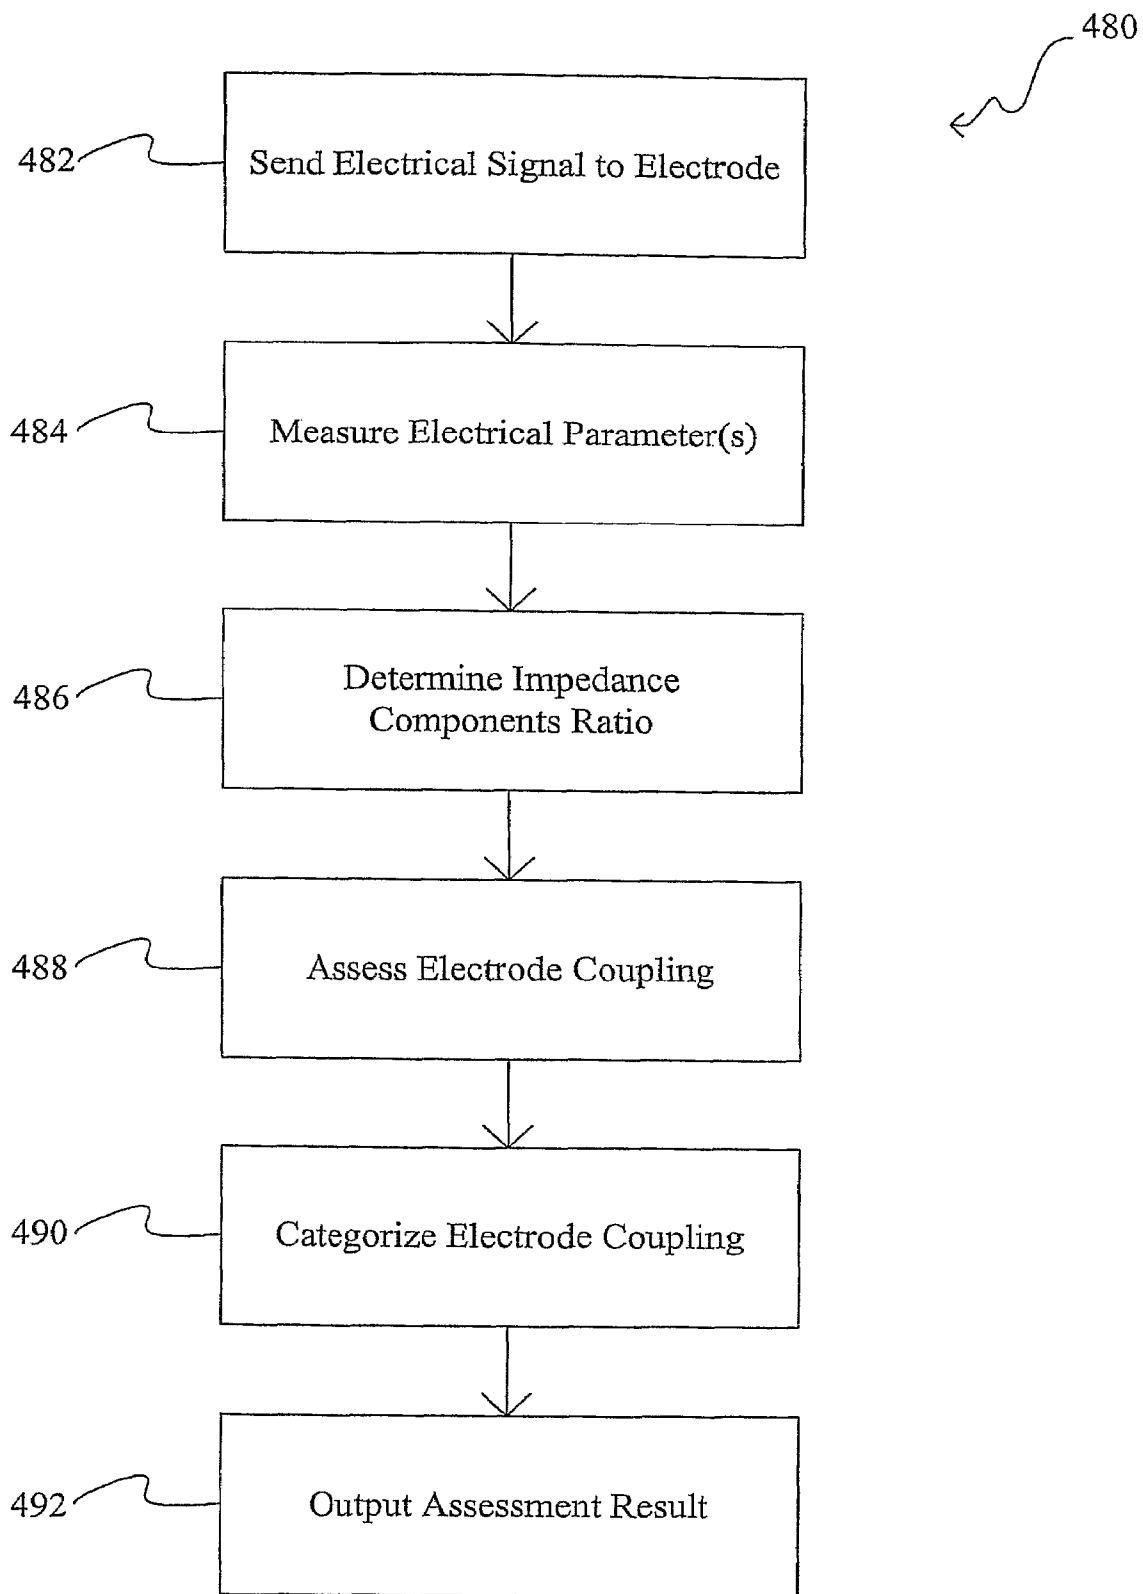 480
482
Send Electrical Signal to Electrode
484
Measure Electrical Parameter(s)
486
Determine Impedance
Components Ratio
488
Assess Electrode Coupling
490
Categorize Electrode Coupling
492
Output Assessment Result